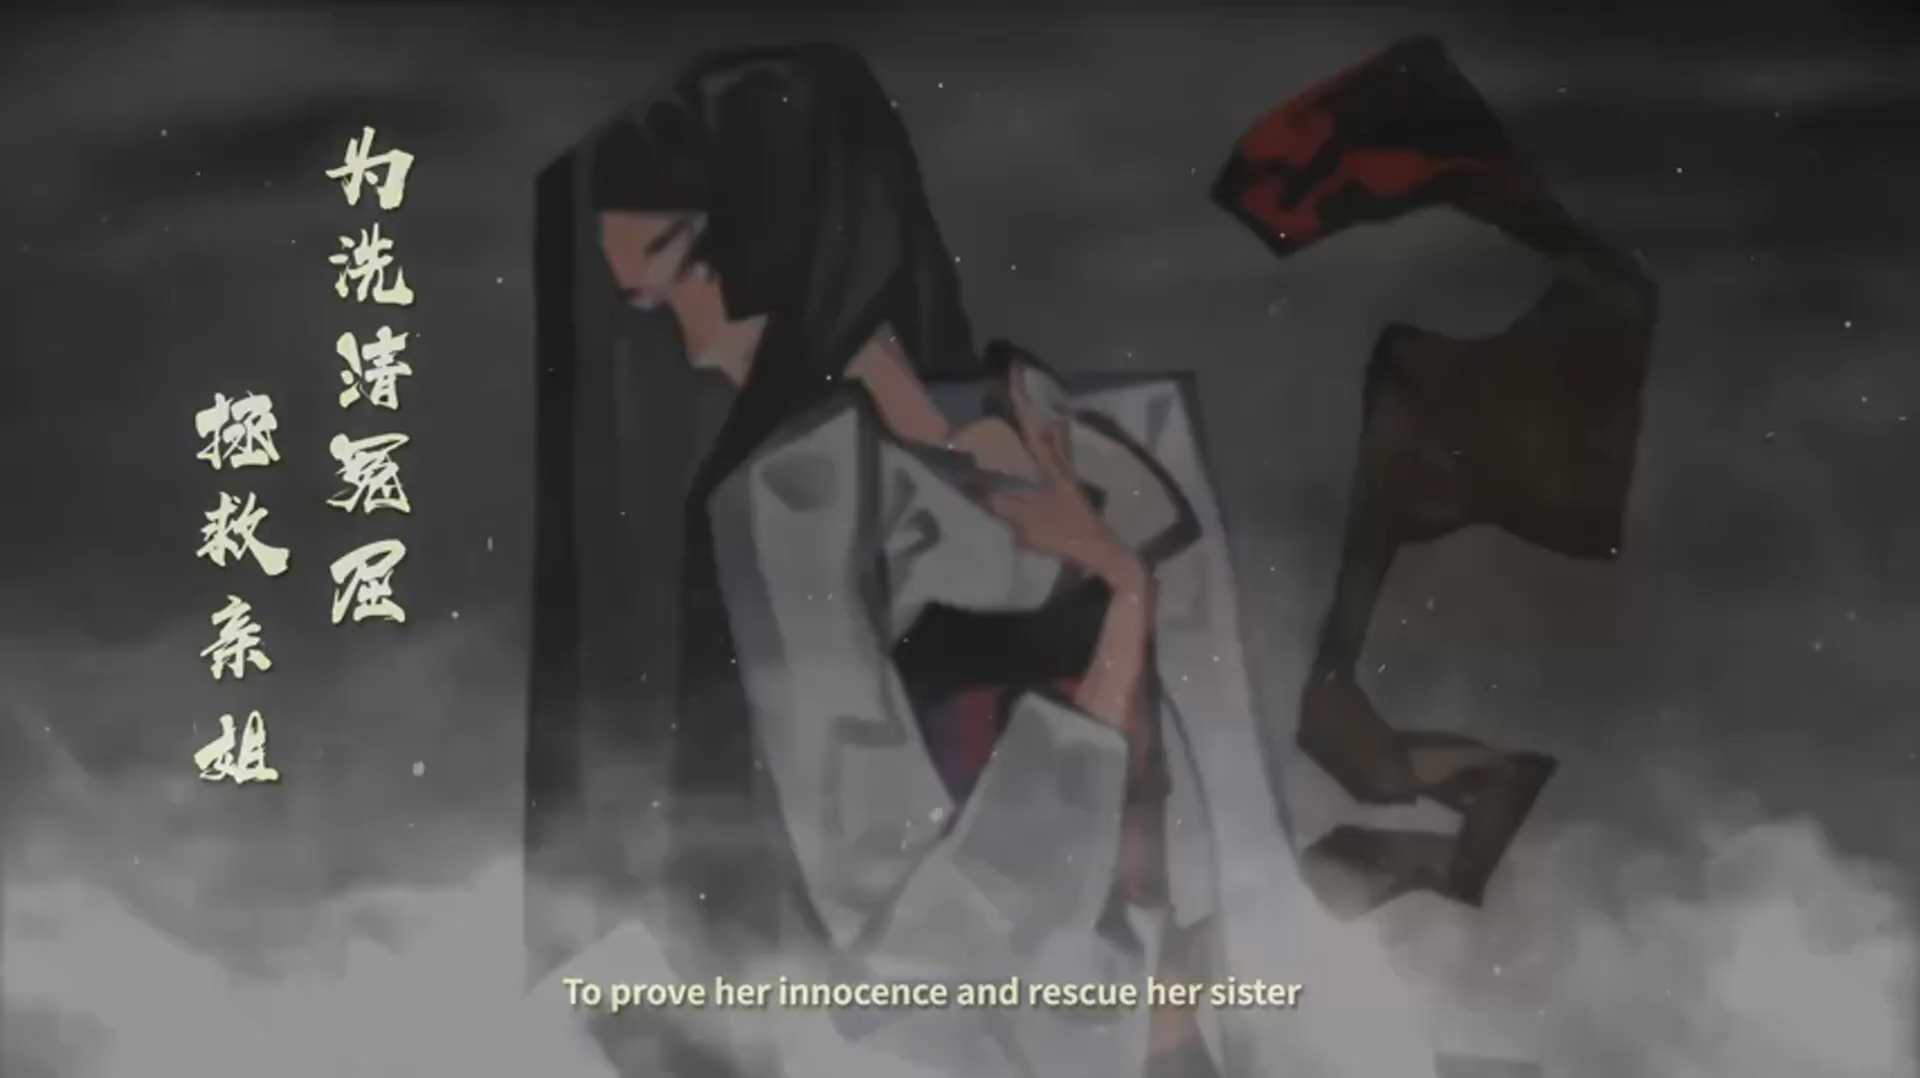 为洗清冤屈
拯救亲姐
To prove her innocence and rescue her sister